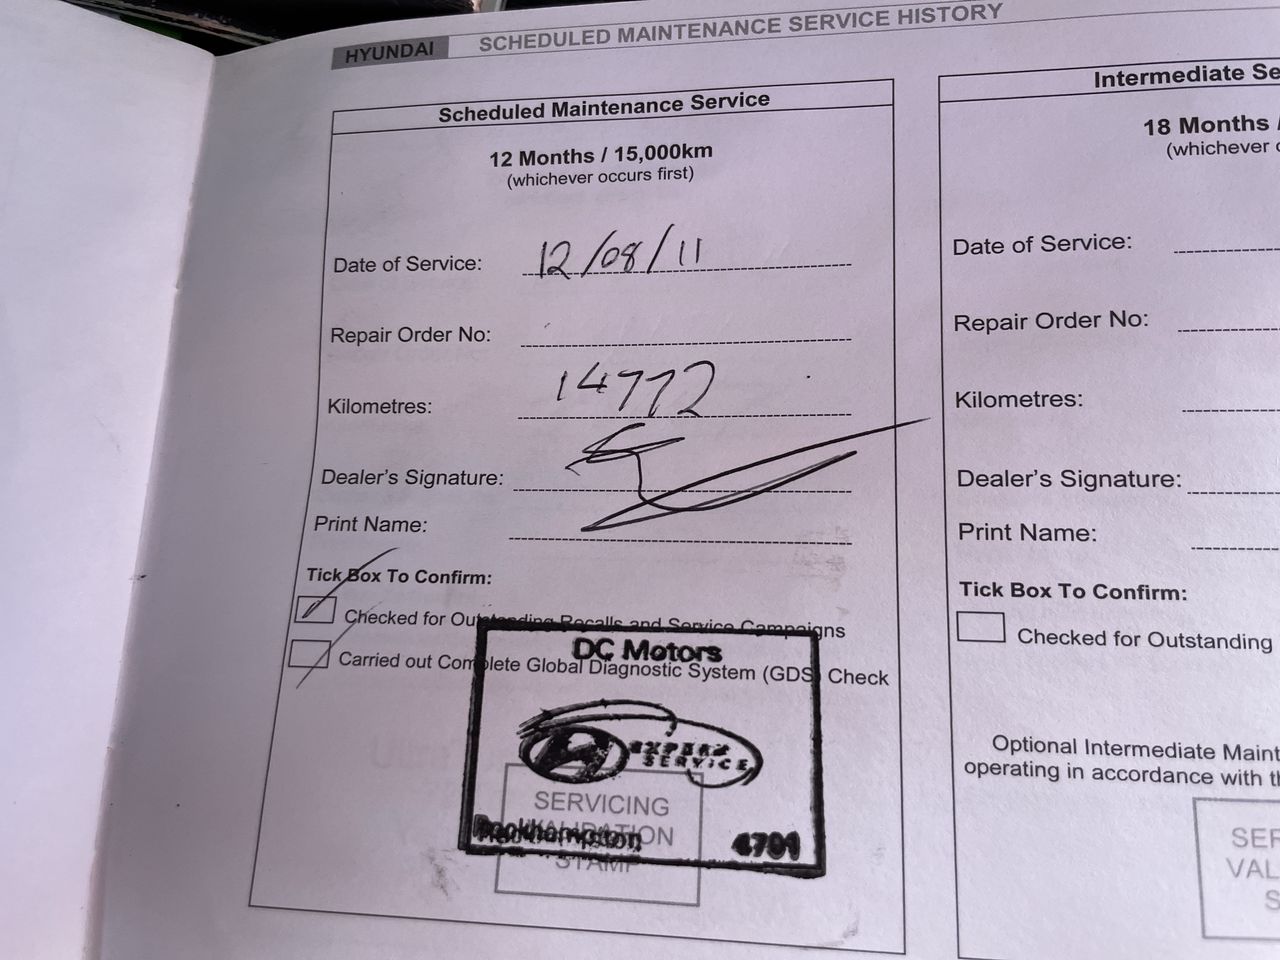 HYUNDAI SCHEDULED MAINTENANCE SERVICE HISTORY
Scheduled Maintenance Service
12 Months / 15,000km
(whichever occurs first)
Date of Service: 12/08/11
Repair Order No:
Kilometres: 14772
Dealer's Signature:
Print Name:
Tick Box To Confirm:
Checked for Outstanding Recalls and Service Campaigns
Carried out Complete Global Diagnostic System (GDS) Check
DC Motors
EXPERT
SERVICE
SERVICING
VALIDATION
STAMP
Rockhampton 4701
Intermediate Se
18 Months /
(whichever o
Date of Service:
Repair Order No:
Kilometres:
Dealer's Signature:
Print Name:
Tick Box To Confirm:
Checked for Outstanding
Optional Intermediate Maint
operating in accordance with th
SER
VAL
S